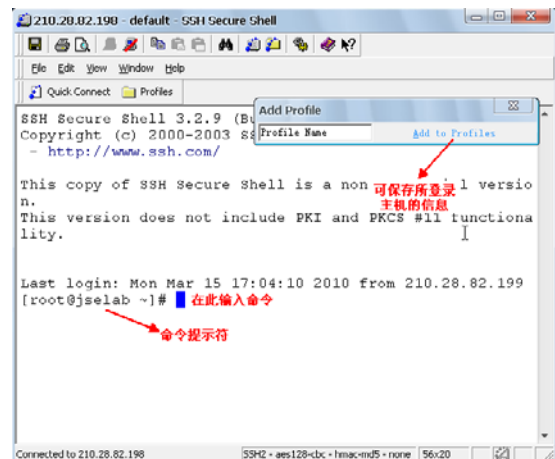 210.28.82.198 - default - SSH Secure Shell
File Edit View Window Help
Quick Connect Profiles
Add Profile
Profile Name
Add to Profiles
SSH Secure Shell 3.2.9
Copyright (c) 2000-2003
- http://www.ssh.com/
可保存所登录
主机的信息
This copy of SSH Secure Shell is a non l versio
n.
This version does not include PKI and PKCS #11 functiona
lity.
Last login: Mon Mar 15 17:04:10 2010 from 210.28.82.199
[root@jselab ~]# 在此输入命令
命令提示符
Connected to 210.28.82.198
SSH2 - aes128-cbc - hmac-md5 - none
56x20